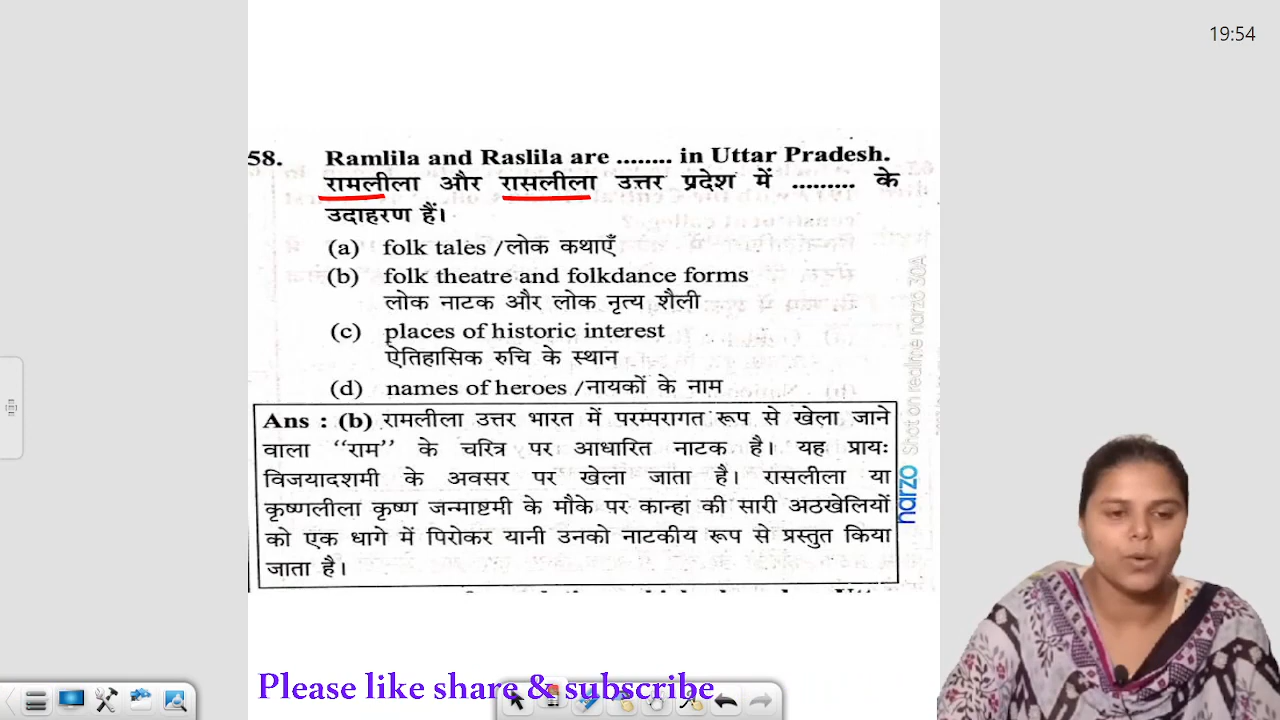 19:54
58. Ramlila and Raslila are ........ in Uttar Pradesh.
रामलीला और रासलीला उत्तर प्रदेश में ......... के
उदाहरण हैं।
(a) folk tales /लोक कथाएँ
(b) folk theatre and folkdance forms
लोक नाटक और लोक नृत्य शैली
(c) places of historic interest
ऐतिहासिक रुचि के स्थान
(d) names of heroes /नायकों के नाम
Ans : (b) रामलीला उत्तर भारत में परम्परागत रूप से खेला जाने
वाला ‘‘राम’’ के चरित्र पर आधारित नाटक है। यह प्रायः
विजयादशमी के अवसर पर खेला जाता है। रासलीला या
कृष्णलीला कृष्ण जन्माष्टमी के मौके पर कान्हा की सारी अठखेलियों
को एक धागे में पिरोकर यानी उनको नाटकीय रूप से प्रस्तुत किया
जाता है।
narzo Shot on realme narzo 30A
Please like share & subscribe